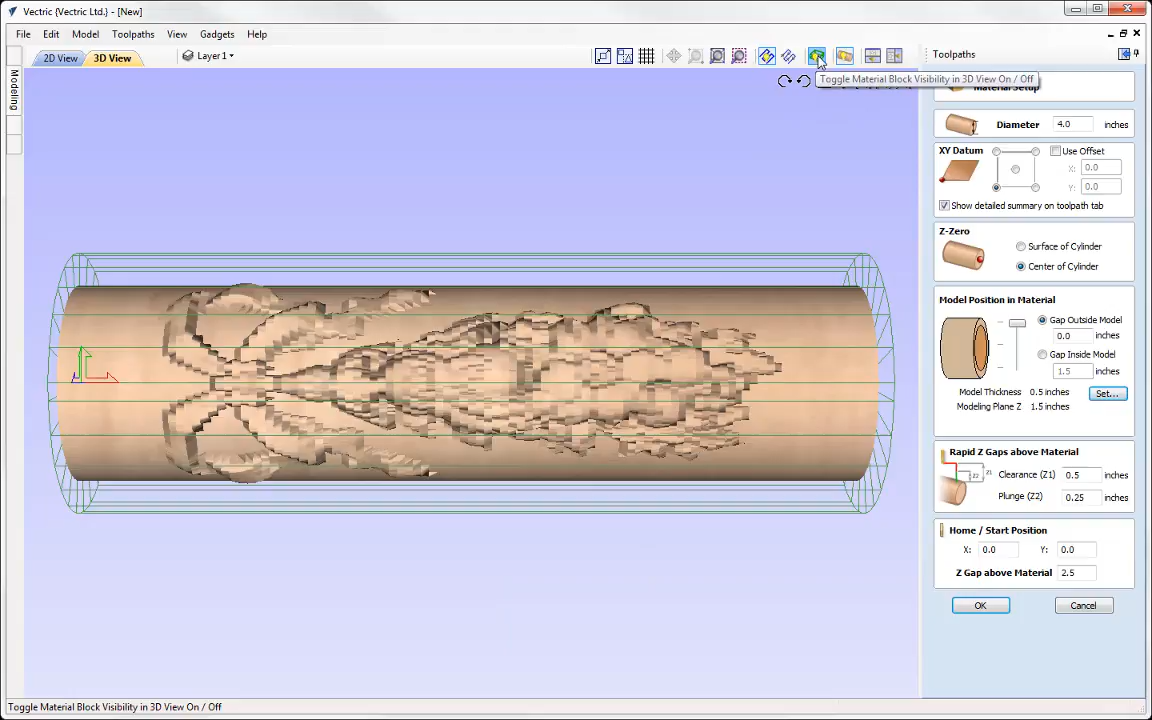 Vectric {Vectric Ltd.} - [New]
File Edit Model Toolpaths View Gadgets Help
2D View 3D View Layer 1 Toolpaths
Modeling
Toggle Material Block Visibility in 3D View On / Off
Material Setup
Diameter 4.0 inches
XY Datum Use Offset
X: 0.0
Y: 0.0
Show detailed summary on toolpath tab
Z-Zero
Surface of Cylinder
Center of Cylinder
Model Position in Material
Gap Outside Model
0.0 inches
Gap Inside Model
1.5 inches
Model Thickness 0.5 inches
Modeling Plane Z 1.5 inches
Set...
Rapid Z Gaps above Material
Clearance (Z1) 0.5 inches
Plunge (Z2) 0.25 inches
Z1
Z2
Home / Start Position
X: 0.0 Y: 0.0
Z Gap above Material 2.5
OK Cancel
Toggle Material Block Visibility in 3D View On / Off